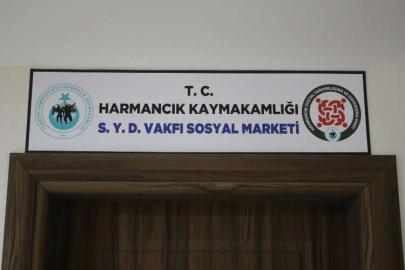 T. C.
HARMANCIK KAYMAKAMLIĞI
S. Y. D. VAKFI SOSYAL MARKETİ